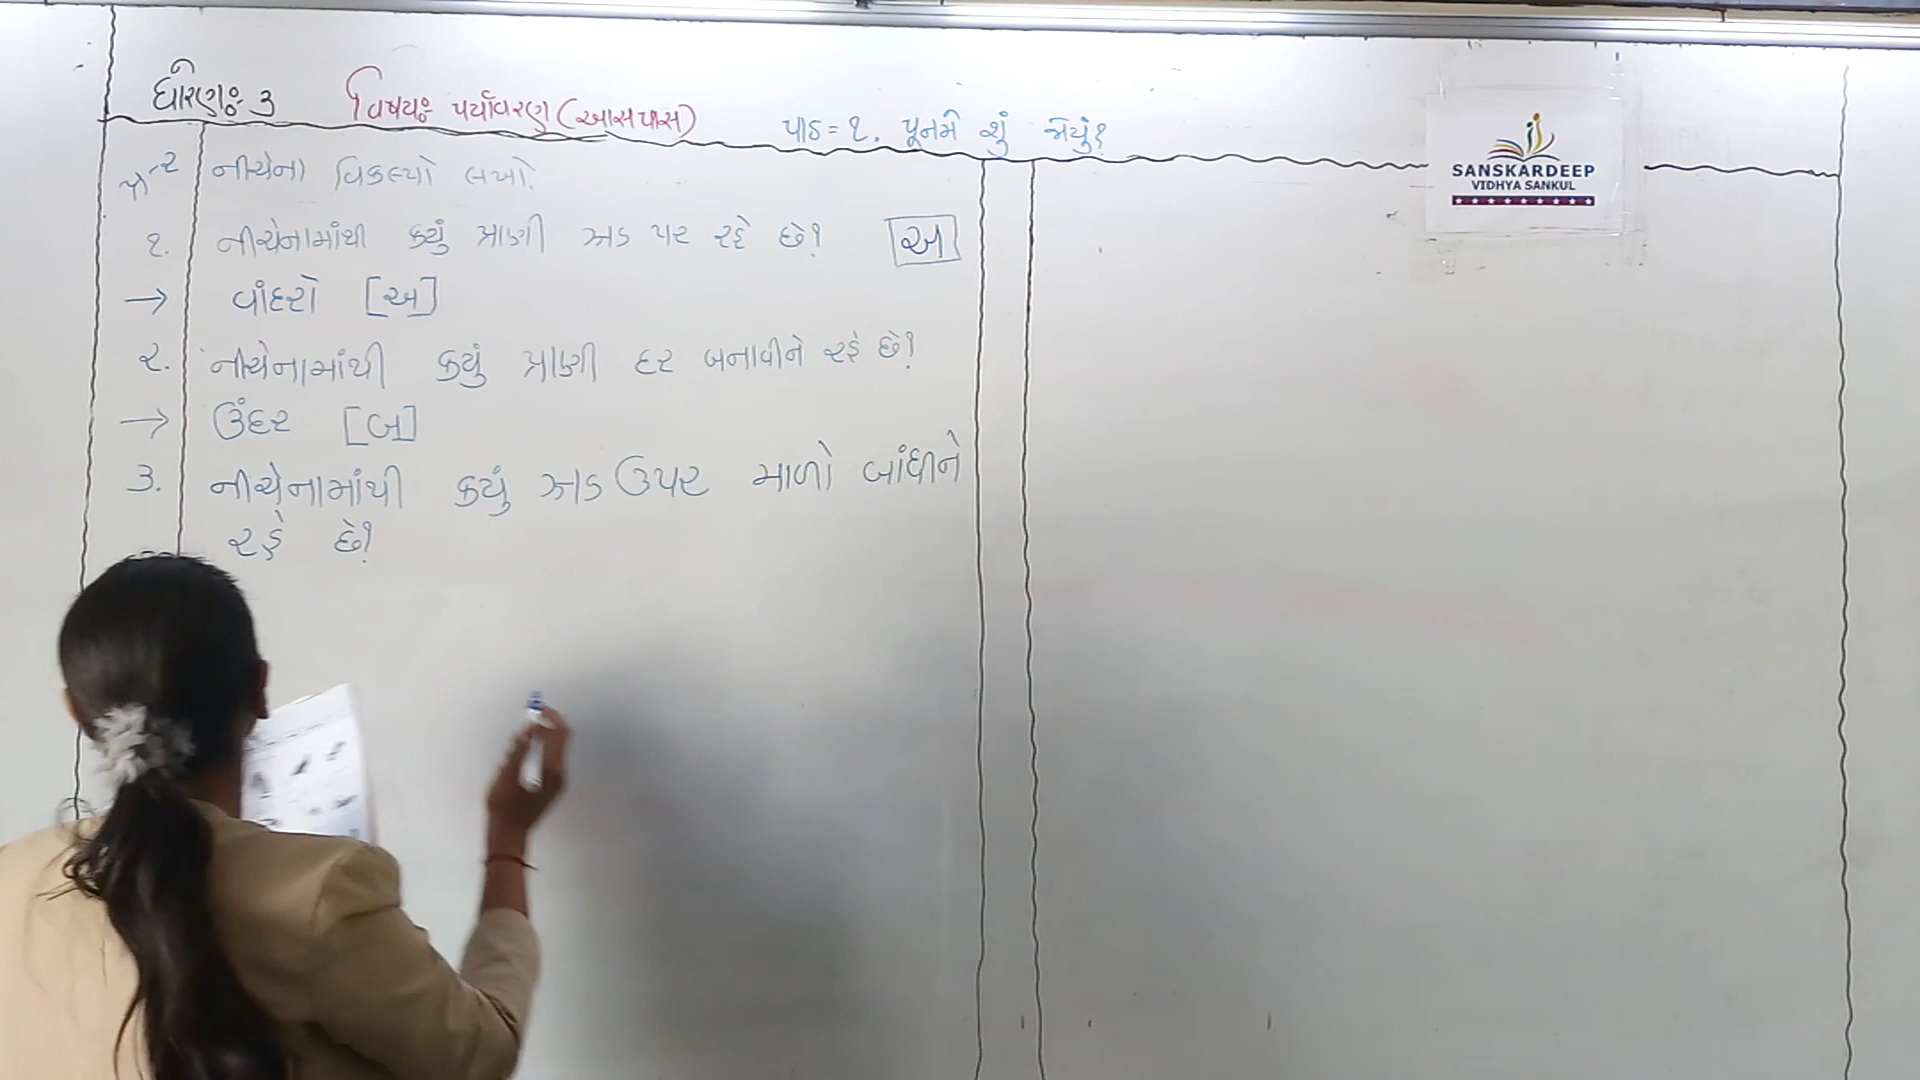 ધોરણઃ ૩ વિષયઃ પર્યાવરણ (આસપાસ) પાઠ = ૧. પૂનમે શું જોયું?
SANSKARDEEP
VIDHYA SANKUL
પ્ર-૨ નીચેના વિકલ્પો લખો.
૧. નીચેનામાંથી કયું પ્રાણી ઝાડ પર રહે છે? અ
→ વાંદરો [અ]
૨. નીચેનામાંથી કયું પ્રાણી દર બનાવીને રહે છે?
→ ઉંદર [બ]
૩. નીચેનામાંથી કયું ઝાડ ઉપર માળો બાંધીને
રહે છે?